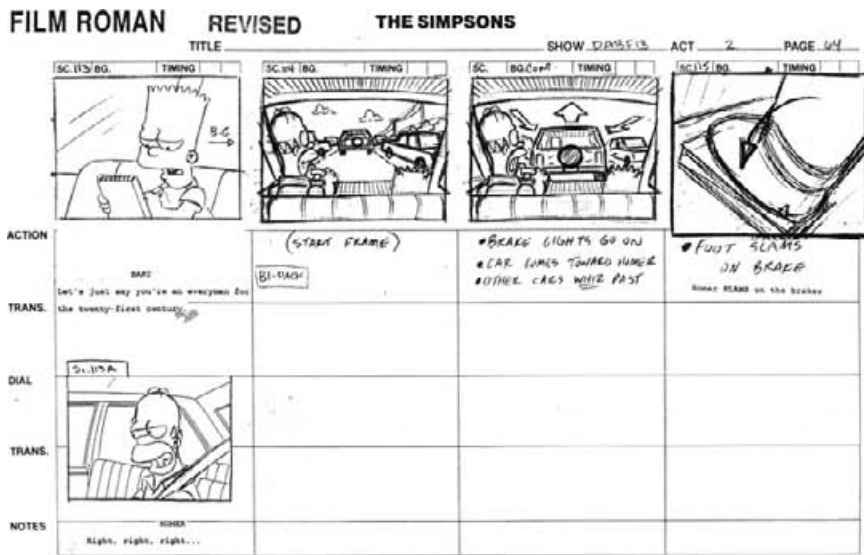 FILM ROMAN REVISED THE SIMPSONS
TITLE SHOW DABF13 ACT 2 PAGE 64
SC. 113 BG. TIMING
SC. 114 BG. TIMING
SC. BG. Cont. TIMING
SC. 115 BG. TIMING
B-G
ACTION
BART
Let's just say you're an everyman for
the twenty-first century.
(START FRAME)
BI-PACK
• BRAKE LIGHTS GO ON
• CAR COMES TOWARD HOMER
• OTHER CARS WHIZ PAST
• FOOT SLAMS
ON BRAKE
Homer SLAMS on the brakes
TRANS.
Sc. 113A
DIAL
TRANS.
NOTES
HOMER
Right, right, right...